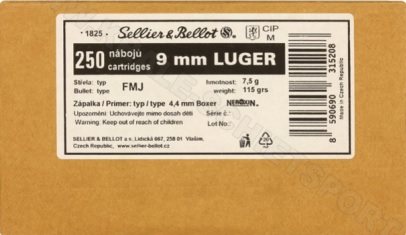 • 1825 • Sellier & Bellot S&B ® CIP M
250 nábojů cartridges 9 mm LUGER
Střela: typ FMJ hmotnost: 7,5 g
Bullet: type weight: 115 grs
Zápalka / Primer: typ / type 4,4 mm Boxer NEROXIN
Upozornění: Uchovávejte mimo dosah dětí Série č.:
Warning: Keep out of reach of children Lot No.:
SELLIER & BELLOT a.s. Lidická 667, 258 01 Vlašim,
Czech Republic, www.sellier-bellot.cz
8 590690 315208
Made in Czech Republic